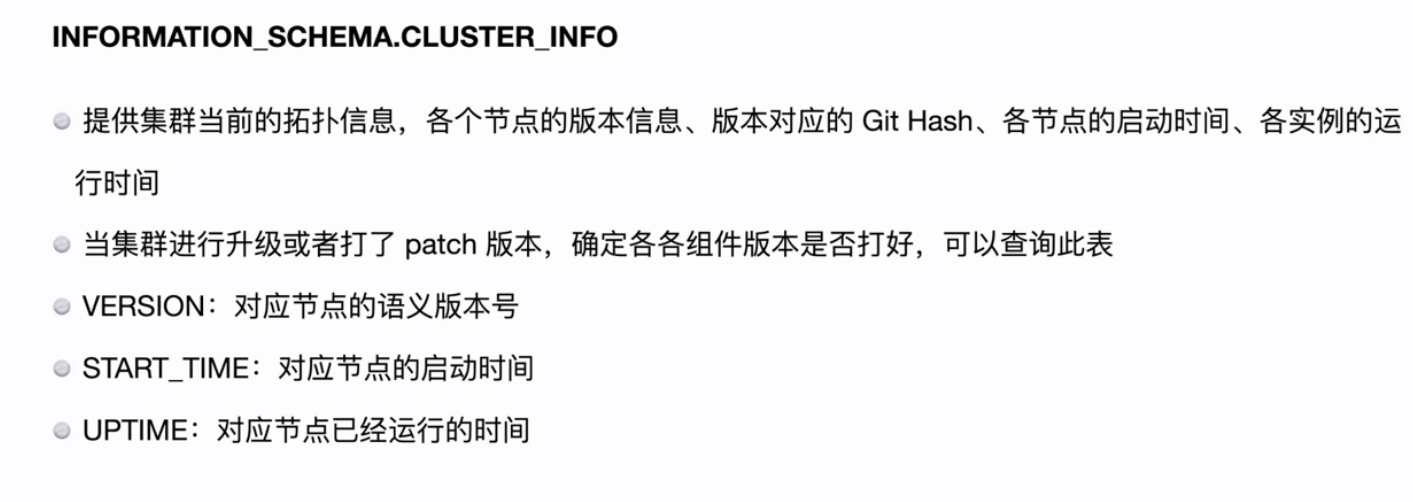 INFORMATION_SCHEMA.CLUSTER_INFO
提供集群当前的拓扑信息，各个节点的版本信息、版本对应的 Git Hash、各节点的启动时间、各实例的运
行时间
当集群进行升级或者打了 patch 版本，确定各各组件版本是否打好，可以查询此表
VERSION：对应节点的语义版本号
START_TIME：对应节点的启动时间
UPTIME：对应节点已经运行的时间